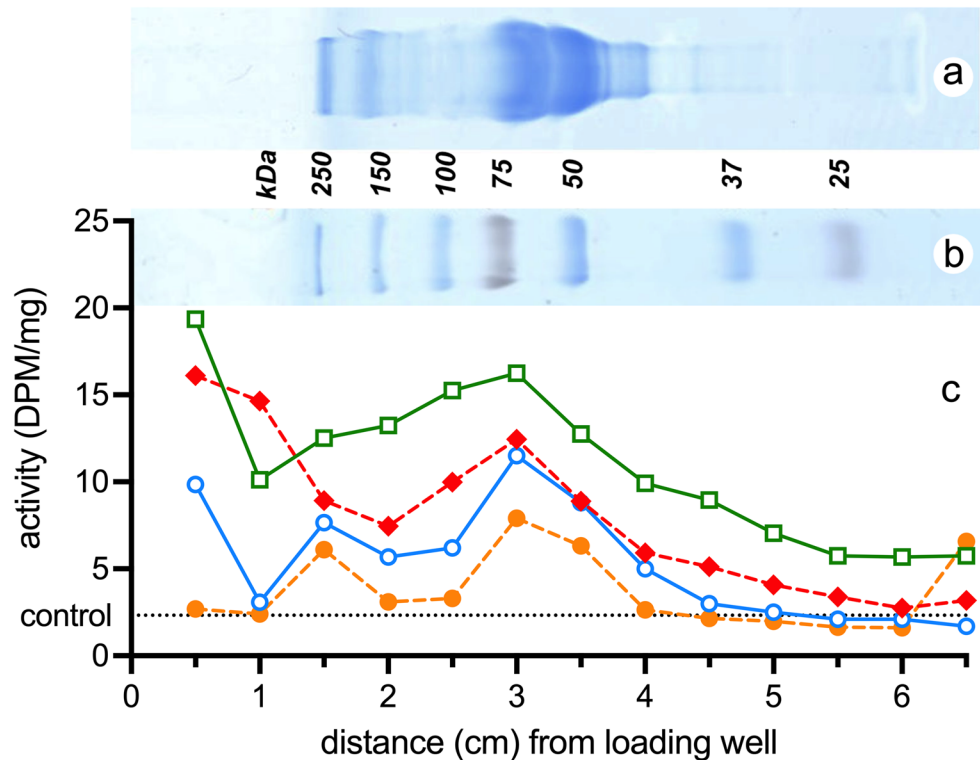 a
kDa 250 150 100 75 50 37 25
b
c
25
20
15
10
5
control
0
activity (DPM/mg)
0 1 2 3 4 5 6
distance (cm) from loading well